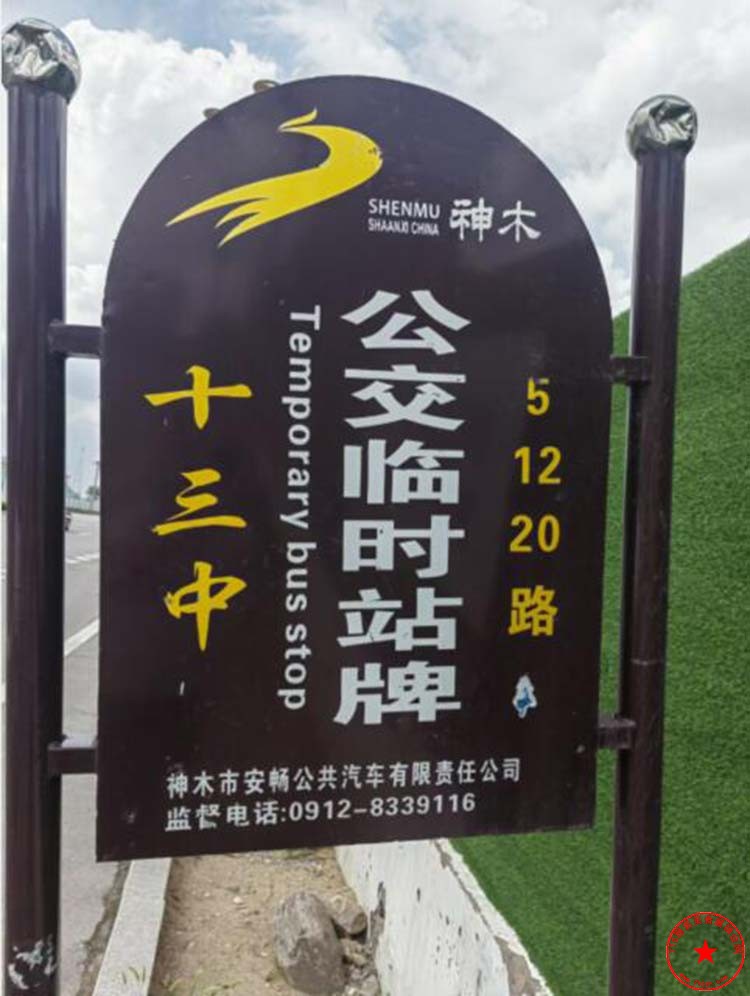 SHENMU
SHAANXI CHINA
神木
5
12
20
路
公交临时站牌
Temporary bus stop
十三中
神木市安畅公共汽车有限责任公司
监督电话:0912-8339116